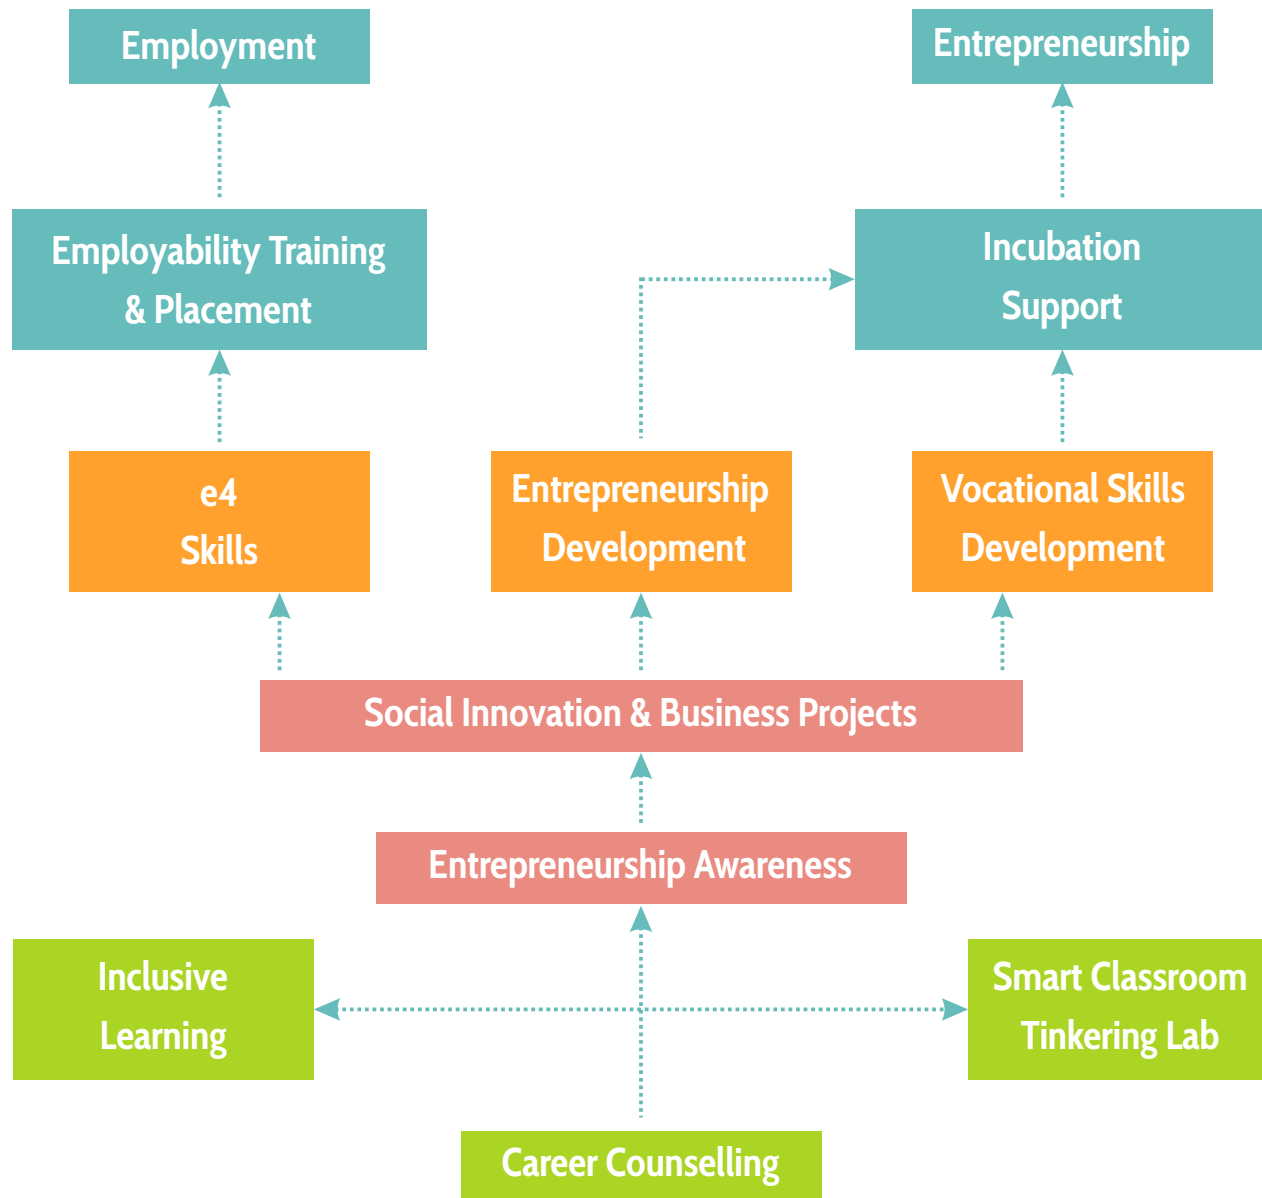 Employment
Entrepreneurship
Employability Training
& Placement
Incubation
Support
e4
Skills
Entrepreneurship
Development
Vocational Skills
Development
Social Innovation & Business Projects
Entrepreneurship Awareness
Inclusive
Learning
Smart Classroom
Tinkering Lab
Career Counselling